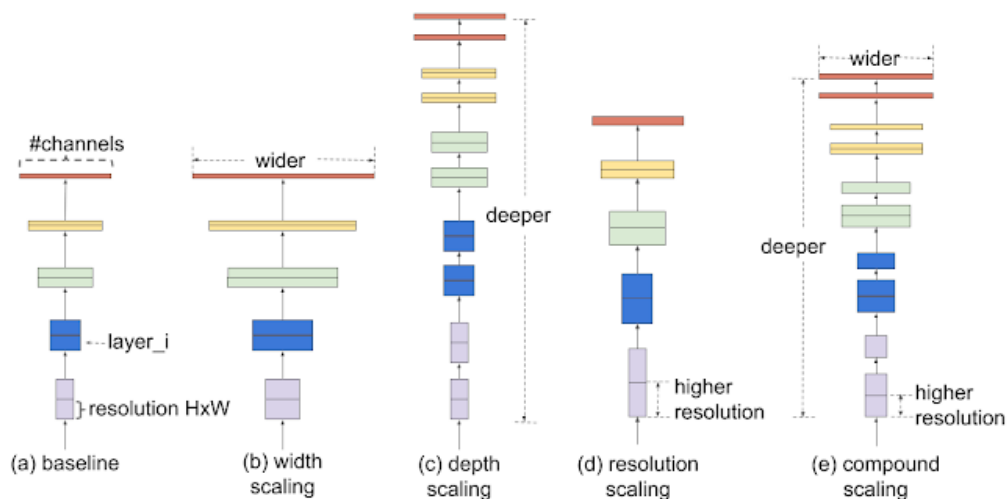 #channels
layer_i
resolution HxW
(a) baseline
wider
(b) width
scaling
deeper
(c) depth
scaling
higher
resolution
(d) resolution
scaling
wider
deeper
higher
resolution
(e) compound
scaling